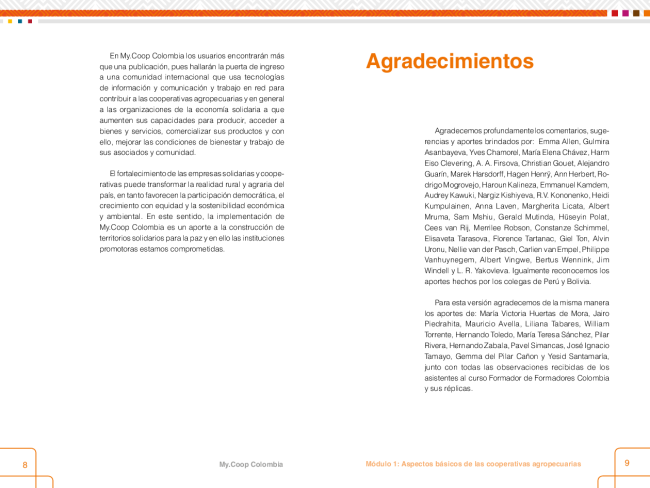 En My.Coop Colombia los usuarios encontrarán más
que una publicación, pues hallarán la puerta de ingreso
a una comunidad internacional que usa tecnologías
de información y comunicación y trabajo en red para
contribuir a las cooperativas agropecuarias y en general
a las organizaciones de la economía solidaria a que
aumenten sus capacidades para producir, acceder a
bienes y servicios, comercializar sus productos y con
ello, mejorar las condiciones de bienestar y trabajo de
sus asociados y comunidad.
El fortalecimiento de las empresas solidarias y coope-
rativas puede transformar la realidad rural y agraria del
país, en tanto favorecen la participación democrática, el
crecimiento con equidad y la sostenibilidad económica
y ambiental. En este sentido, la implementación de
My.Coop Colombia es un aporte a la construcción de
territorios solidarios para la paz y en ello las instituciones
promotoras estamos comprometidas.
8
My.Coop Colombia
Agradecimientos
Agradecemos profundamente los comentarios, suge-
rencias y aportes brindados por: Emma Allen, Gulmira
Asanbayeva, Yves Chamorel, María Elena Chávez, Harm
Eiso Clevering, A. A. Firsova, Christian Gouet, Alejandro
Guarín, Marek Harsdorff, Hagen Henrÿ, Ann Herbert, Ro-
drigo Mogrovejo, Haroun Kalineza, Emmanuel Kamdem,
Audrey Kawuki, Nargiz Kishiyeva, R.V. Kononenko, Heidi
Kumpulainen, Anna Laven, Margherita Licata, Albert
Mruma, Sam Mshiu, Gerald Mutinda, Hüseyin Polat,
Cees van Rij, Merrilee Robson, Constanze Schimmel,
Elisaveta Tarasova, Florence Tartanac, Giel Ton, Alvin
Uronu, Nellie van der Pasch, Carlien van Empel, Philippe
Vanhuynegem, Albert Vingwe, Bertus Wennink, Jim
Windell y L. R. Yakovleva. Igualmente reconocemos los
aportes hechos por los colegas de Perú y Bolivia.
Para esta versión agradecemos de la misma manera
los aportes de: María Victoria Huertas de Mora, Jairo
Piedrahita, Mauricio Avella, Liliana Tabares, William
Torrente, Hernando Toledo, María Teresa Sánchez, Pilar
Rivera, Hernando Zabala, Pavel Simancas, José Ignacio
Tamayo, Gemma del Pilar Cañon y Yesid Santamaría,
junto con todas las observaciones recibidas de los
asistentes al curso Formador de Formadores Colombia
y sus réplicas.
Módulo 1: Aspectos básicos de las cooperativas agropecuarias
9